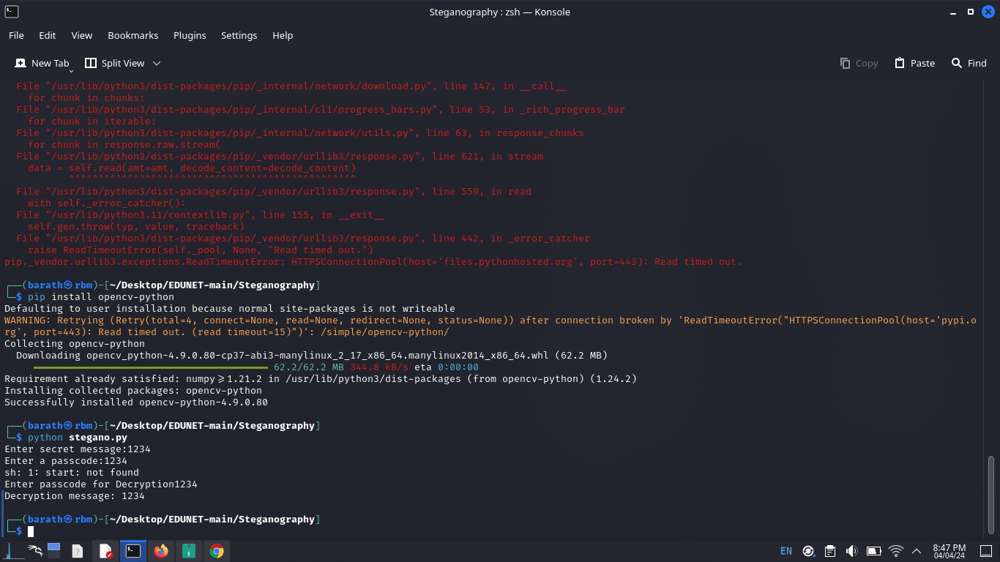 Steganography : zsh — Konsole
File Edit View Bookmarks Plugins Settings Help
New Tab Split View Copy Paste Find
File "/usr/lib/python3/dist-packages/pip/_internal/network/download.py", line 147, in __call__
for chunk in chunks:
File "/usr/lib/python3/dist-packages/pip/_internal/cli/progress_bars.py", line 53, in _rich_progress_bar
for chunk in iterable:
File "/usr/lib/python3/dist-packages/pip/_internal/network/utils.py", line 63, in response_chunks
for chunk in response.raw.stream(
File "/usr/lib/python3/dist-packages/pip/_vendor/urllib3/response.py", line 621, in stream
data = self.read(amt=amt, decode_content=decode_content)
^^^^^^^^^^^^^^^^^^^^^^^^^^^^^^^^^^^^^^^^^^^^^^^^^
File "/usr/lib/python3/dist-packages/pip/_vendor/urllib3/response.py", line 559, in read
with self._error_catcher():
File "/usr/lib/python3.11/contextlib.py", line 155, in __exit__
self.gen.throw(typ, value, traceback)
File "/usr/lib/python3/dist-packages/pip/_vendor/urllib3/response.py", line 442, in _error_catcher
raise ReadTimeoutError(self._pool, None, "Read timed out.")
pip._vendor.urllib3.exceptions.ReadTimeoutError: HTTPSConnectionPool(host='files.pythonhosted.org', port=443): Read timed out.
┌──(barath㉿rbm)-[~/Desktop/EDUNET-main/Steganography]
└─$ pip install opencv-python
Defaulting to user installation because normal site-packages is not writeable
WARNING: Retrying (Retry(total=4, connect=None, read=None, redirect=None, status=None)) after connection broken by 'ReadTimeoutError("HTTPSConnectionPool(host='pypi.o
rg', port=443): Read timed out. (read timeout=15)")': /simple/opencv-python/
Collecting opencv-python
Downloading opencv_python-4.9.0.80-cp37-abi3-manylinux_2_17_x86_64.manylinux2014_x86_64.whl (62.2 MB)
62.2/62.2 MB 344.8 kB/s eta 0:00:00
Requirement already satisfied: numpy>=1.21.2 in /usr/lib/python3/dist-packages (from opencv-python) (1.24.2)
Installing collected packages: opencv-python
Successfully installed opencv-python-4.9.0.80
┌──(barath㉿rbm)-[~/Desktop/EDUNET-main/Steganography]
└─$ python stegano.py
Enter secret message:1234
Enter a passcode:1234
sh: 1: start: not found
Enter passcode for Decryption1234
Decryption message: 1234
┌──(barath㉿rbm)-[~/Desktop/EDUNET-main/Steganography]
└─$
EN 8:47 PM
04/04/24